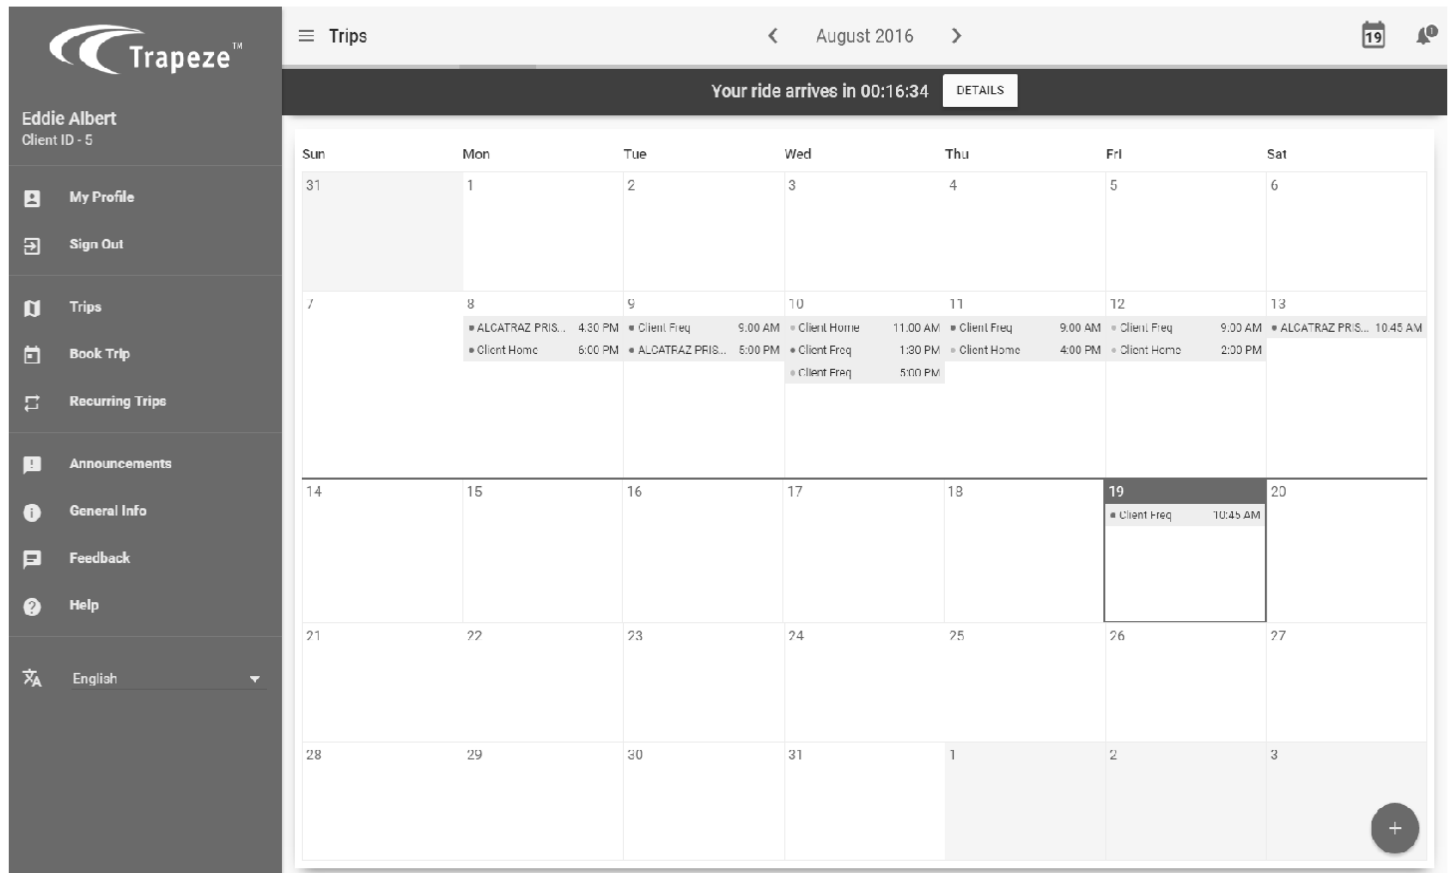 Trapeze™
Eddie Albert
Client ID - 5
My Profile
Sign Out
Trips
Book Trip
Recurring Trips
Announcements
General Info
Feedback
Help
English
Trips
August 2016
19
Your ride arrives in 00:16:34 DETAILS
Sun Mon Tue Wed Thu Fri Sat
31 1 2 3 4 5 6
7 8 9 10 11 12 13
ALCATRAZ PRIS... 4:30 PM Client Freq 9:00 AM Client Home 11:00 AM Client Freq 9:00 AM Client Freq 9:00 AM ALCATRAZ PRIS... 10:45 AM
Client Home 6:00 PM ALCATRAZ PRIS... 5:00 PM Client Freq 1:30 PM Client Home 4:00 PM Client Home 2:00 PM
Client Freq 5:00 PM
14 15 16 17 18 19 20
Client Freq 10:45 AM
21 22 23 24 25 26 27
28 29 30 31 1 2 3
+